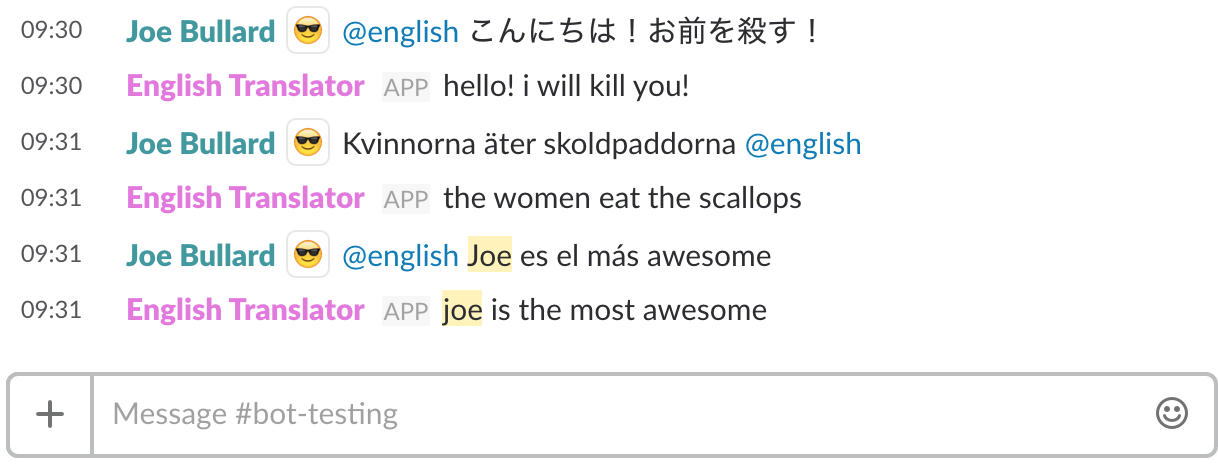 09:30 Joe Bullard 😎 @english こんにちは！お前を殺す！
09:30 English Translator APP hello! i will kill you!
09:31 Joe Bullard 😎 Kvinnorna äter skoldpaddorna @english
09:31 English Translator APP the women eat the scallops
09:31 Joe Bullard 😎 @english Joe es el más awesome
09:31 English Translator APP joe is the most awesome
Message #bot-testing